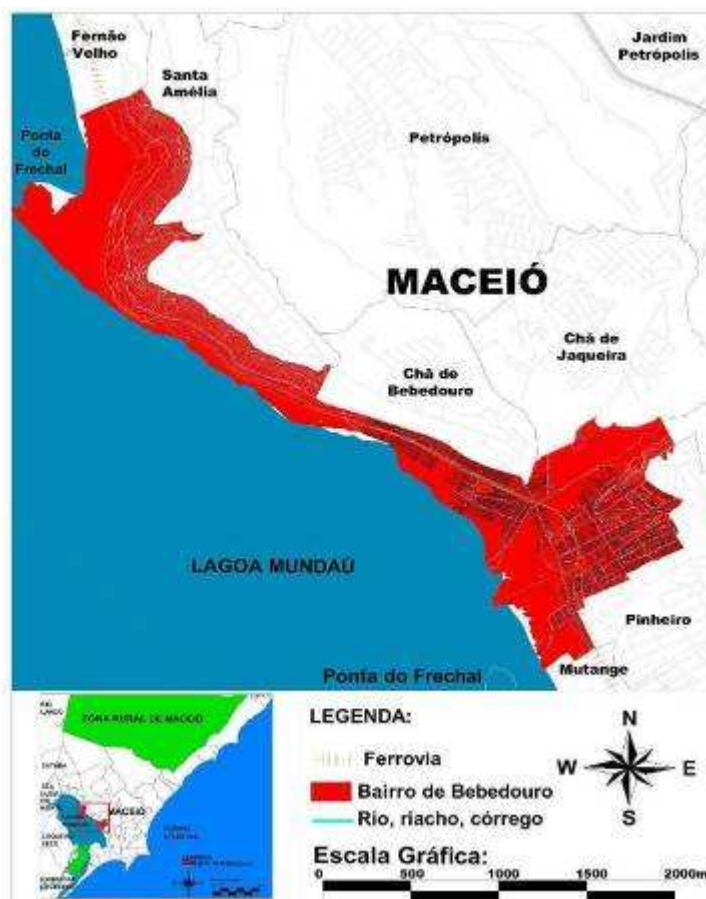 Fernão
Velho
Santa
Amélia
Jardim
Petrópolis
Ponta
do
Frechal
Petrópolis
MACEIÓ
Chã de
Jaqueira
Chã de
Bebedouro
LAGOA MUNDAÚ
Pinheiro
Ponta do Frechal
Mutange
ZONA RURAL DE MACEIÓ
MACEIÓ
LEGENDA:
Ferrovia
Bairro de Bebedouro
Rio, riacho, córrego
N
W
E
S
Escala Gráfica:
0 500 1000 1500 2000m